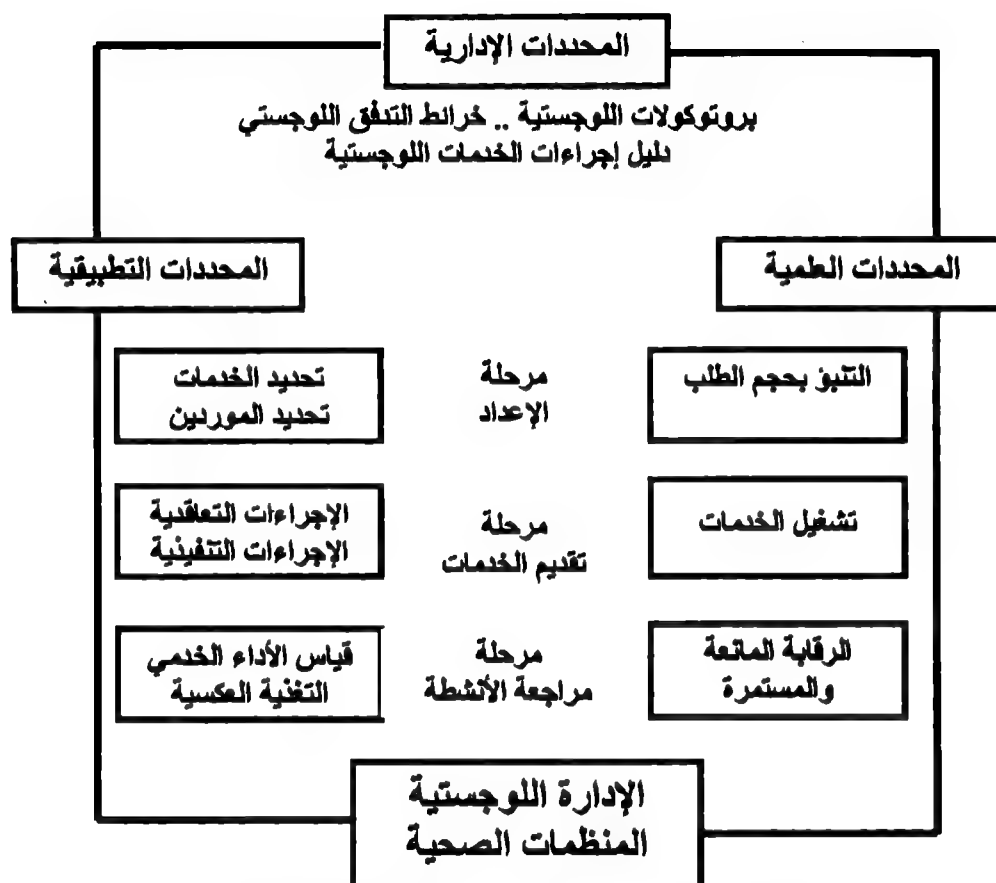 المحددات الإدارية
بروتوكولات اللوجستية .. خرائط التدفق اللوجستي
دليل إجراءات الخدمات اللوجستية
المحددات العلمية
المحددات التطبيقية
التنبؤ بحجم الطلب
مرحلة
الإعداد
تحديد الخدمات
تحديد الموردين
تشغيل الخدمات
مرحلة
تقديم الخدمات
الإجراءات التعاقدية
الإجراءات التنفيذية
الرقابة المانعة
والمستمرة
مرحلة
مراجعة الأنشطة
قياس الأداء الخدمي
التغذية العكسية
الإدارة اللوجستية
المنظمات الصحية